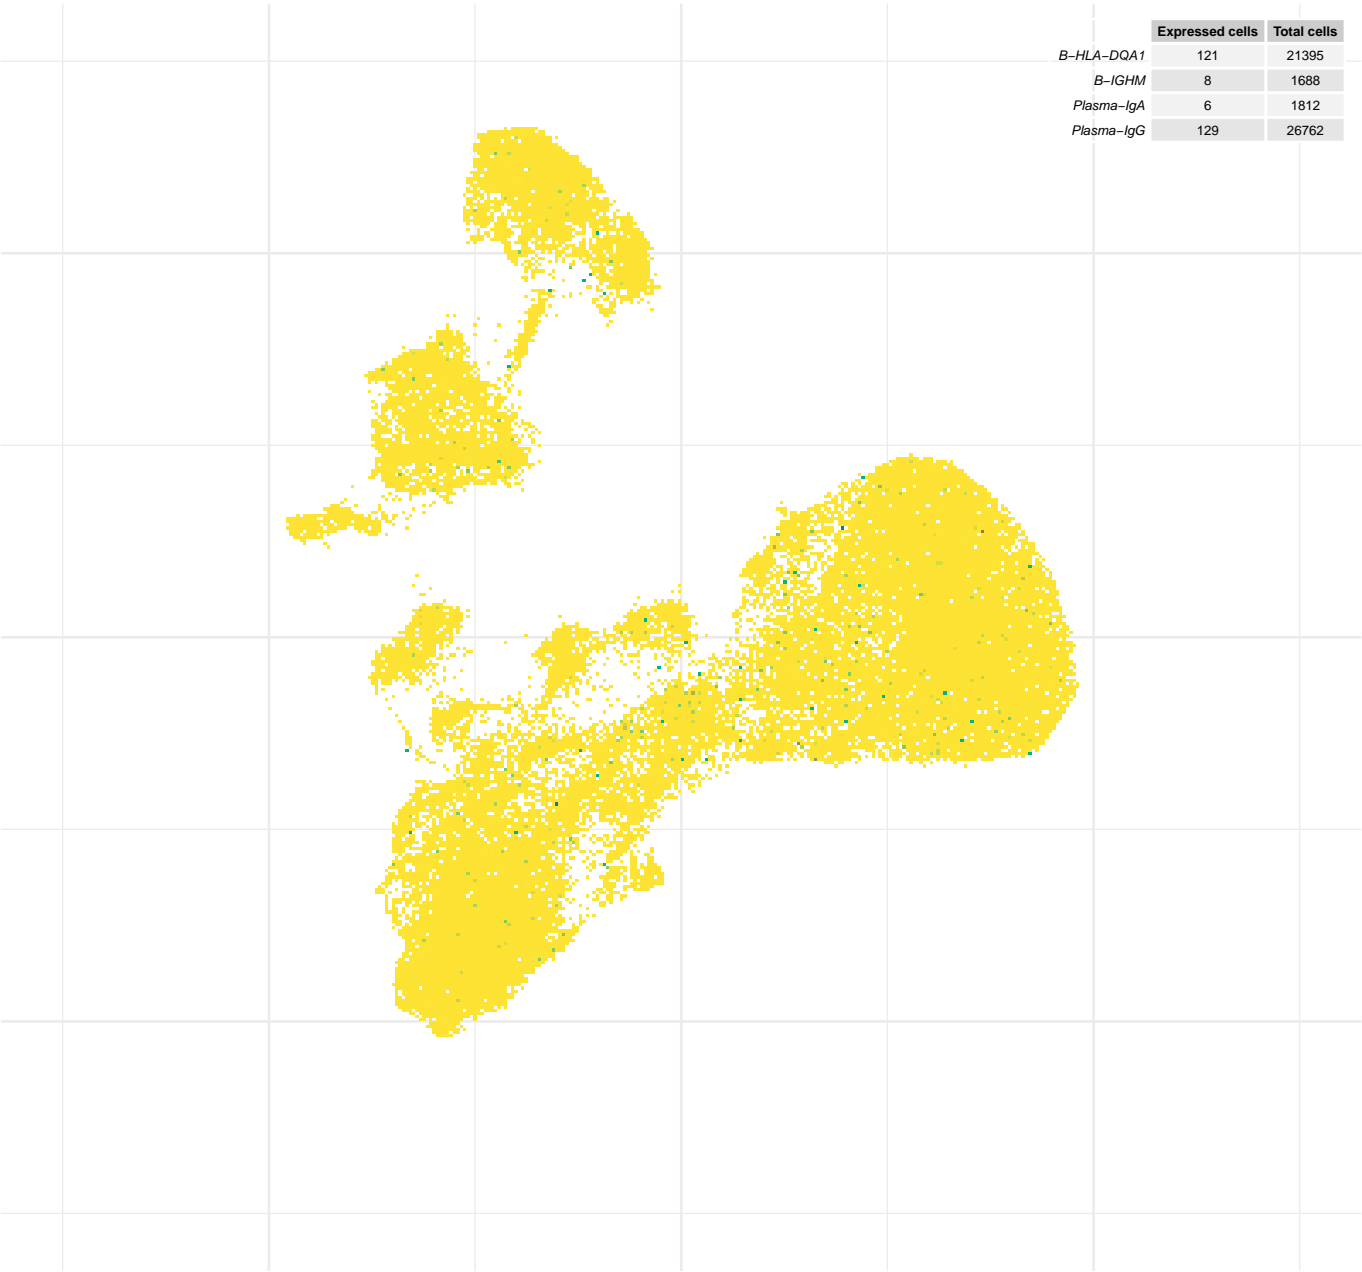 Expressed cells Total cells
B−HLA−DQA1 121 21395
B−IGHM 8 1688
Plasma−IgA 6 1812
Plasma−IgG 129 26762